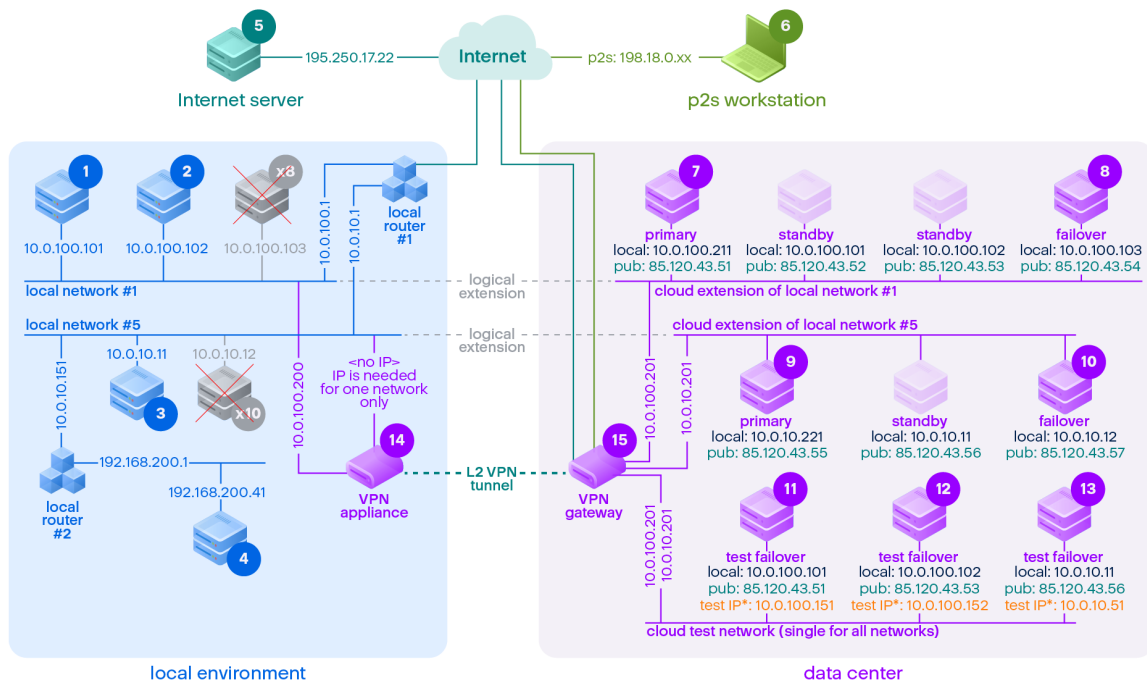 5
6
195.250.17.22
Internet
p2s: 198.18.0.xx
Internet server
p2s workstation
1
2
x8
10.0.100.101
10.0.100.102
10.0.100.103
10.0.100.1
10.0.10.1
local
router
#1
local network #1
logical
extension
7
8
primary
local: 10.0.100.211
pub: 85.120.43.51
standby
local: 10.0.100.101
pub: 85.120.43.52
standby
local: 10.0.100.102
pub: 85.120.43.53
failover
local: 10.0.100.103
pub: 85.120.43.54
cloud extension of local network #1
local network #5
logical
extension
cloud extension of local network #5
10.0.10.151
10.0.10.11
3
10.0.10.12
x10
10.0.100.200
<no IP>
IP is needed
for one network
only
14
VPN
appliance
L2 VPN
tunnel
15
VPN
gateway
10.0.100.201
10.0.10.201
192.168.200.1
local
router
#2
192.168.200.41
4
9
primary
local: 10.0.10.221
pub: 85.120.43.55
standby
local: 10.0.10.11
pub: 85.120.43.56
10
failover
local: 10.0.10.12
pub: 85.120.43.57
10.0.100.201
10.0.10.201
11
test failover
local: 10.0.100.101
pub: 85.120.43.51
test IP*: 10.0.100.151
12
test failover
local: 10.0.100.102
pub: 85.120.43.53
test IP*: 10.0.100.152
13
test failover
local: 10.0.10.11
pub: 85.120.43.56
test IP*: 10.0.10.51
cloud test network (single for all networks)
local environment
data center